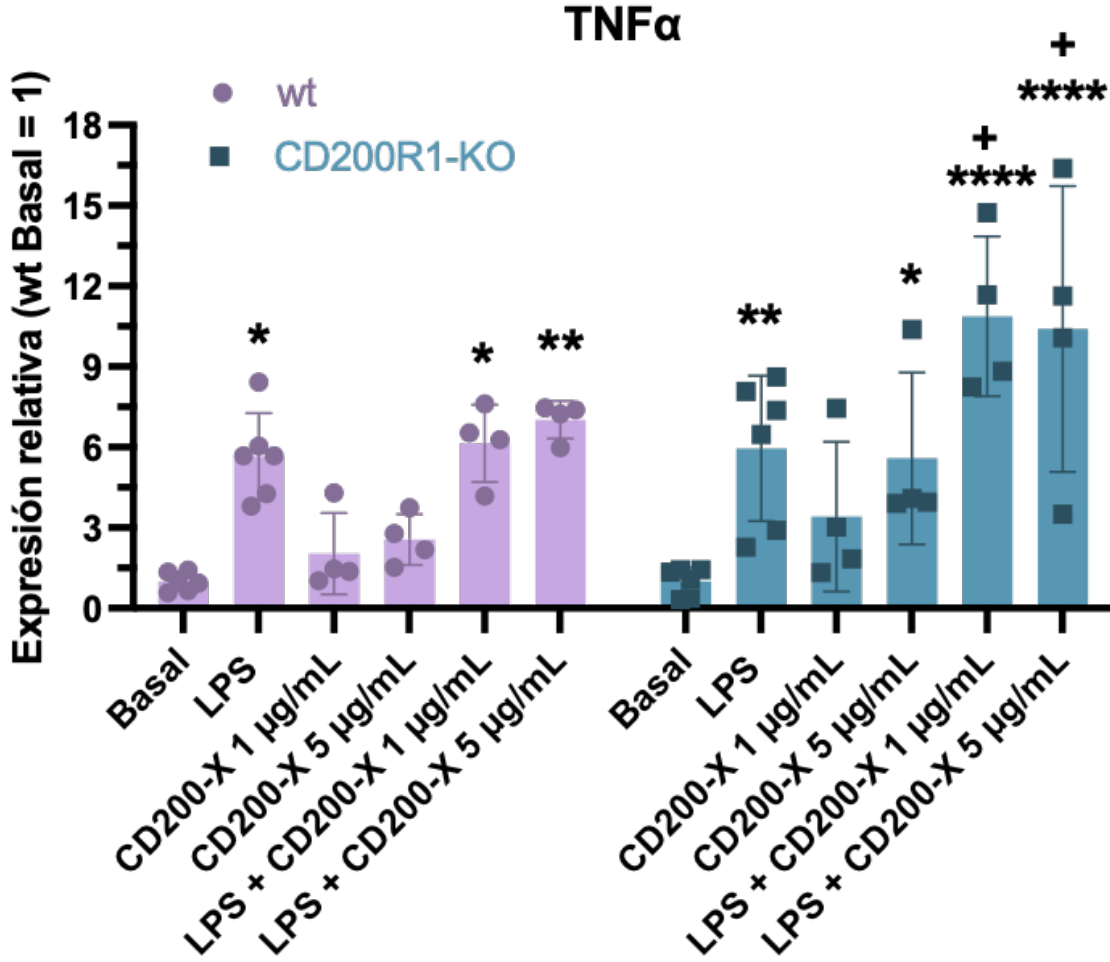 TNFα
Expresión relativa (wt Basal = 1)
wt
CD200R1-KO
18
15
12
9
6
3
0
*
*
**
**
*
+
****
+
****
Basal
LPS
CD200-X 1 µg/mL
CD200-X 5 µg/mL
LPS + CD200-X 1 µg/mL
LPS + CD200-X 5 µg/mL
Basal
LPS
CD200-X 1 µg/mL
CD200-X 5 µg/mL
LPS + CD200-X 1 µg/mL
LPS + CD200-X 5 µg/mL